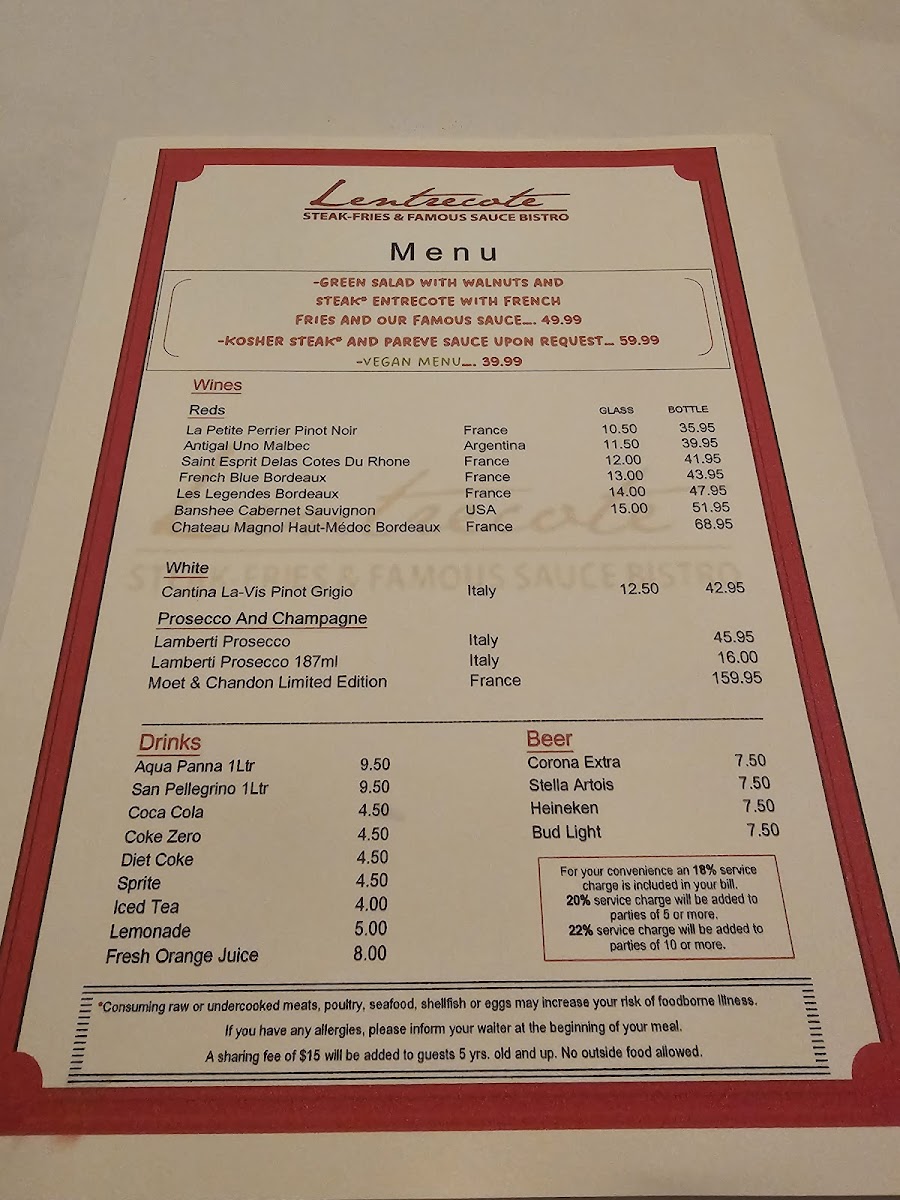 Lentrecote
STEAK-FRIES & FAMOUS SAUCE BISTRO
Menu
-GREEN SALAD WITH WALNUTS AND
STEAK* ENTRECOTE WITH FRENCH
FRIES AND OUR FAMOUS SAUCE.... 49.99
-KOSHER STEAK* AND PAREVE SAUCE UPON REQUEST... 59.99
-VEGAN MENU.... 39.99
Wines
Reds GLASS BOTTLE
La Petite Perrier Pinot Noir France 10.50 35.95
Antigal Uno Malbec Argentina 11.50 39.95
Saint Esprit Delas Cotes Du Rhone France 12.00 41.95
French Blue Bordeaux France 13.00 43.95
Les Legendes Bordeaux France 14.00 47.95
Banshee Cabernet Sauvignon USA 15.00 51.95
Chateau Magnol Haut-Médoc Bordeaux France 68.95
White
Cantina La-Vis Pinot Grigio Italy 12.50 42.95
Prosecco And Champagne
Lamberti Prosecco Italy 45.95
Lamberti Prosecco 187ml Italy 16.00
Moet & Chandon Limited Edition France 159.95
Lentrecote
STEAK-FRIES & FAMOUS SAUCE BISTRO
Drinks
Aqua Panna 1Ltr 9.50
San Pellegrino 1Ltr 9.50
Coca Cola 4.50
Coke Zero 4.50
Diet Coke 4.50
Sprite 4.50
Iced Tea 4.00
Lemonade 5.00
Fresh Orange Juice 8.00
Beer
Corona Extra 7.50
Stella Artois 7.50
Heineken 7.50
Bud Light 7.50
For your convenience an 18% service
charge is included in your bill.
20% service charge will be added to
parties of 5 or more.
22% service charge will be added to
parties of 10 or more.
*Consuming raw or undercooked meats, poultry, seafood, shellfish or eggs may increase your risk of foodborne Illness.
If you have any allergies, please inform your waiter at the beginning of your meal.
A sharing fee of $15 will be added to guests 5 yrs. old and up. No outside food allowed.